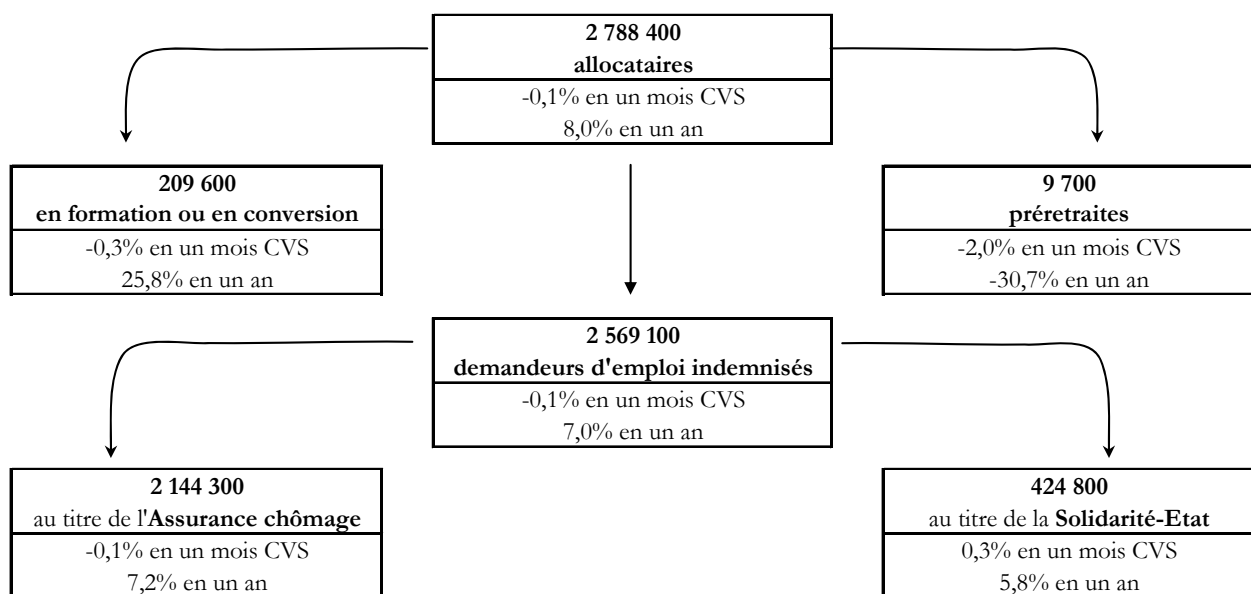 2 788 400
allocataires
-0,1% en un mois CVS
8,0% en un an
209 600
en formation ou en conversion
-0,3% en un mois CVS
25,8% en un an
9 700
préretraites
-2,0% en un mois CVS
-30,7% en un an
2 569 100
demandeurs d'emploi indemnisés
-0,1% en un mois CVS
7,0% en un an
2 144 300
au titre de l'Assurance chômage
-0,1% en un mois CVS
7,2% en un an
424 800
au titre de la Solidarité-Etat
0,3% en un mois CVS
5,8% en un an